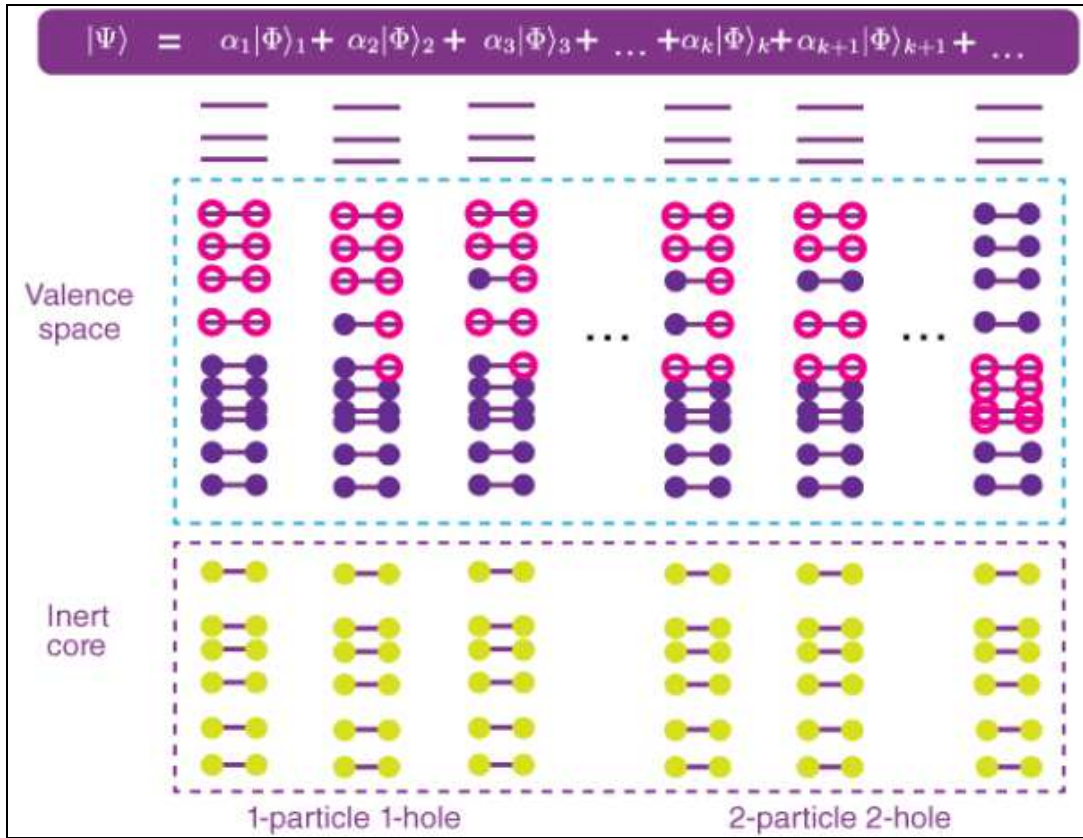 |Ψ⟩ = α₁|Φ⟩₁ + α₂|Φ⟩₂ + α₃|Φ⟩₃ + ... + αₖ|Φ⟩ₖ + αₖ₊₁|Φ⟩ₖ₊₁ + ...
Valence
space
... ...
Inert
core
1-particle 1-hole 2-particle 2-hole